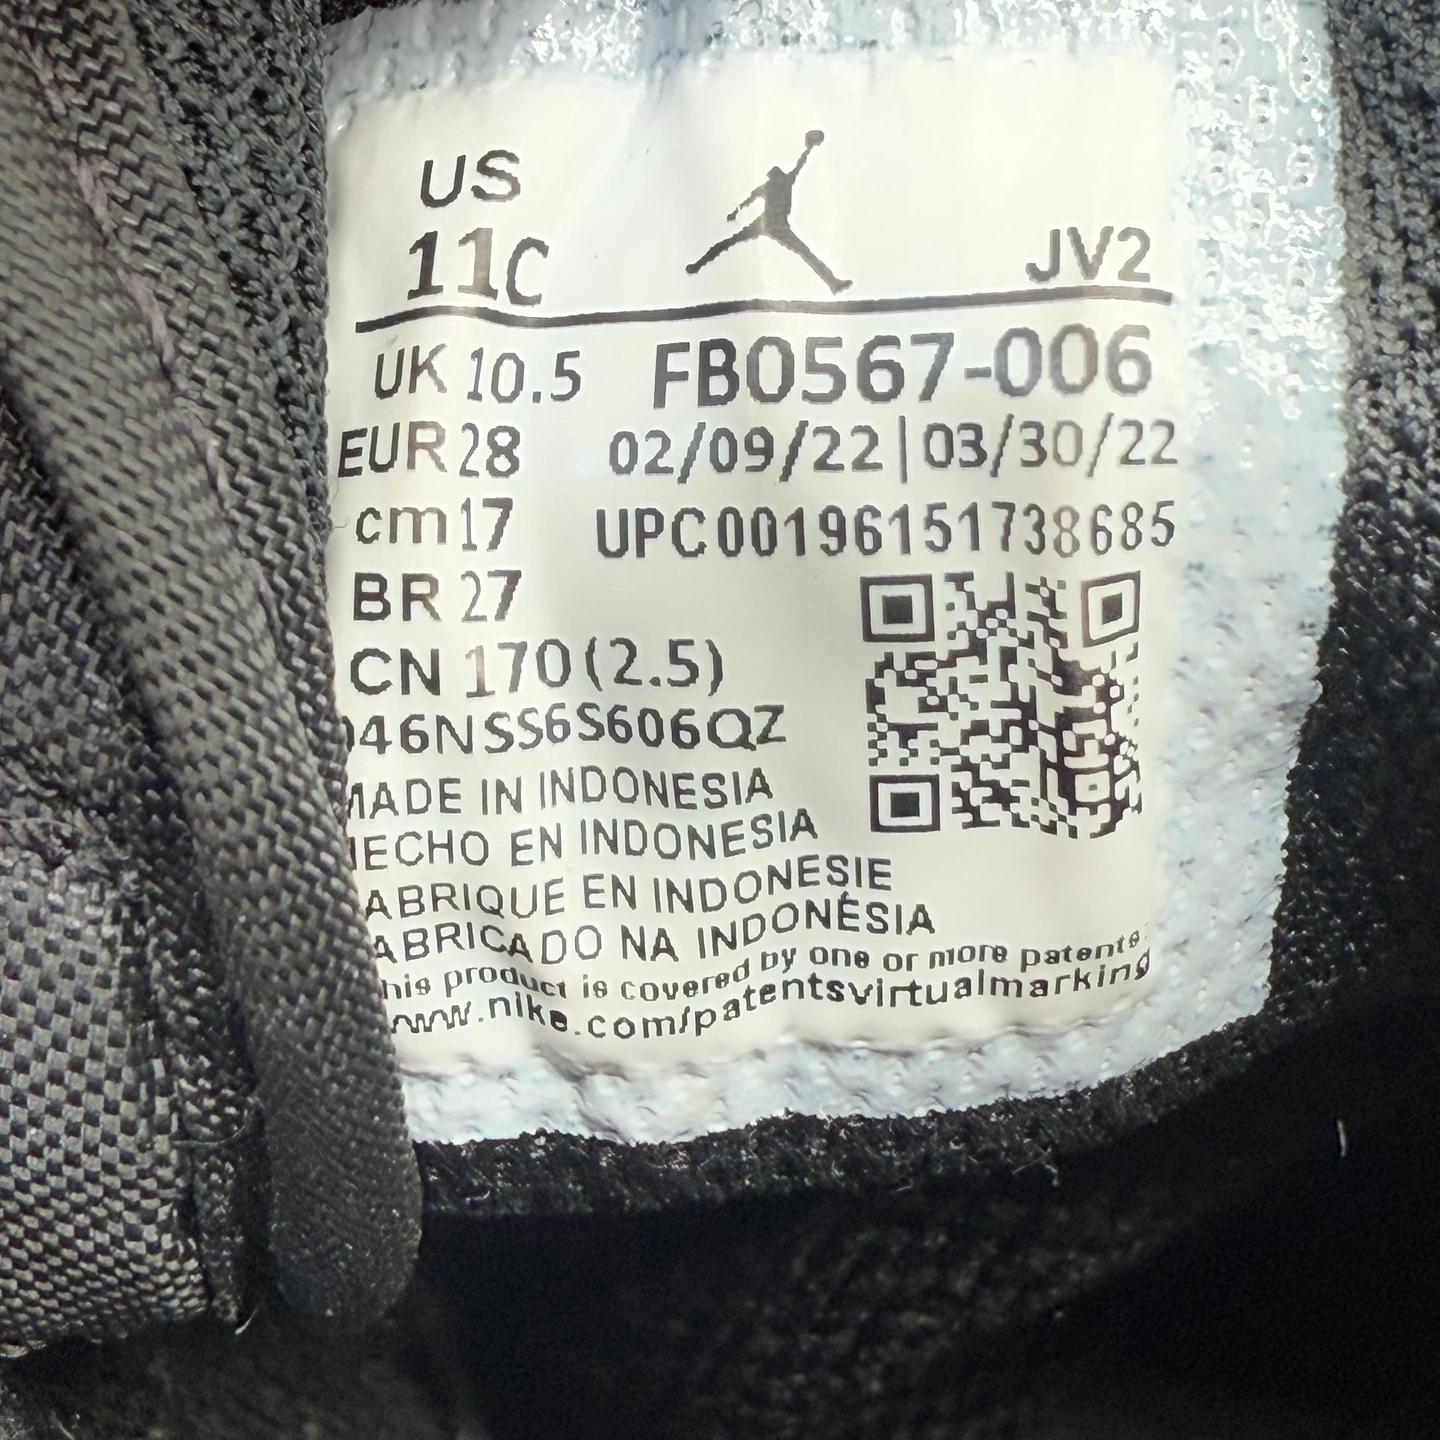 US
11C
JV2
UK 10.5 FB0567-006
EUR 28 02/09/22 | 03/30/22
cm 17 UPC 00196151738685
BR 27
CN 170 (2.5)
46NSS6S606QZ
MADE IN INDONESIA
HECHO EN INDONESIA
ABRIQUE EN INDONESIE
ABRICADO NA INDONÉSIA
his product is covered by one or more patents.
www.nike.com/patentsvirtualmarking